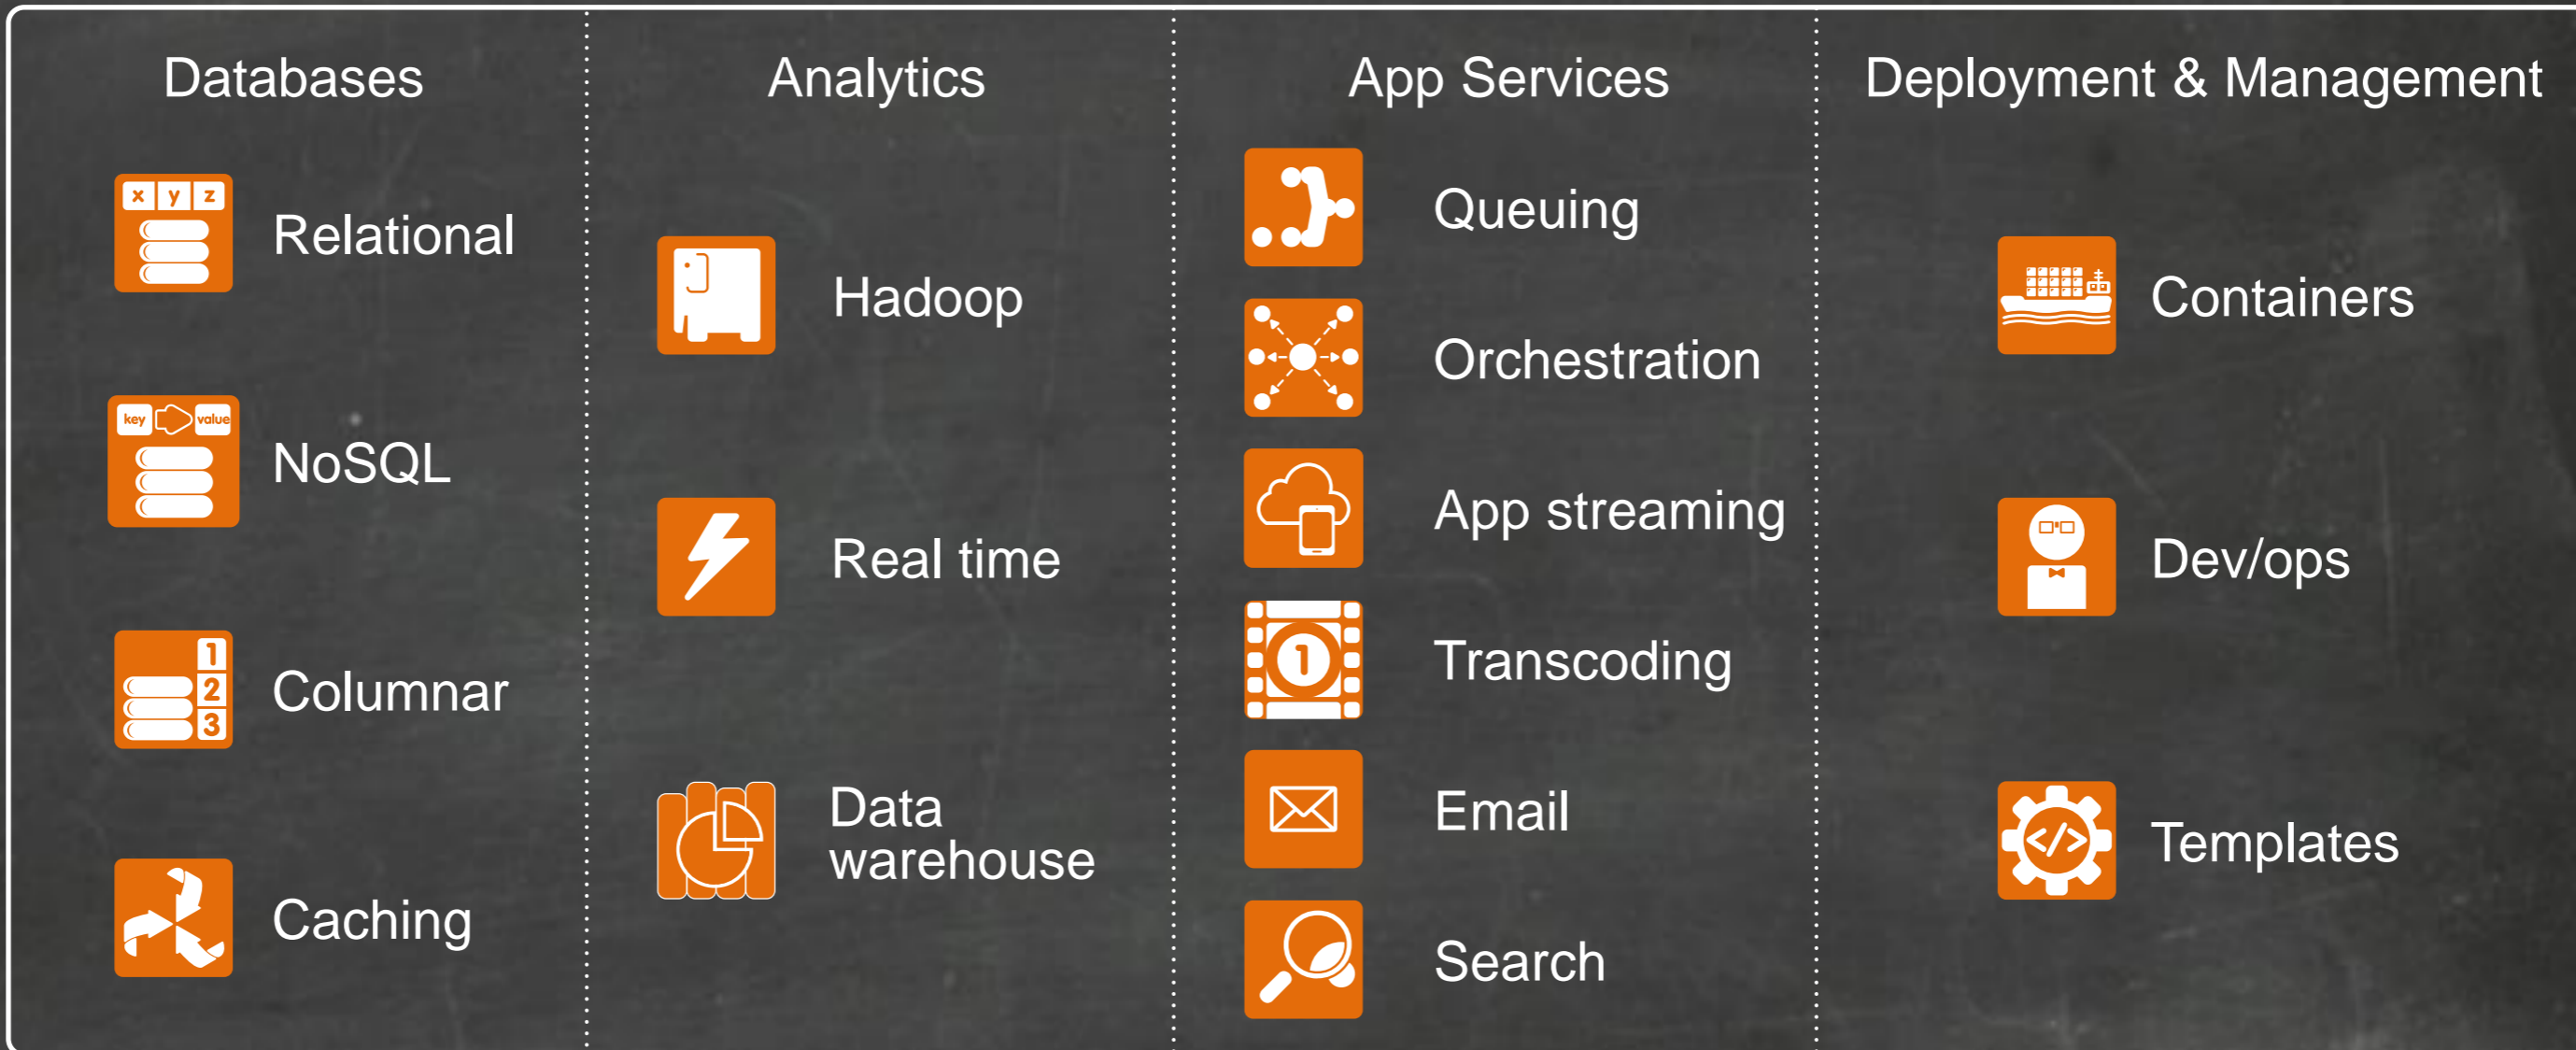 Databases
x y z
Relational
key value
NoSQL
1
2
3
Columnar
Caching
Analytics
Hadoop
Real time
Data
warehouse
App Services
Queuing
Orchestration
App streaming
1
Transcoding
Email
Search
Deployment & Management
Containers
Dev/ops
</>
Templates